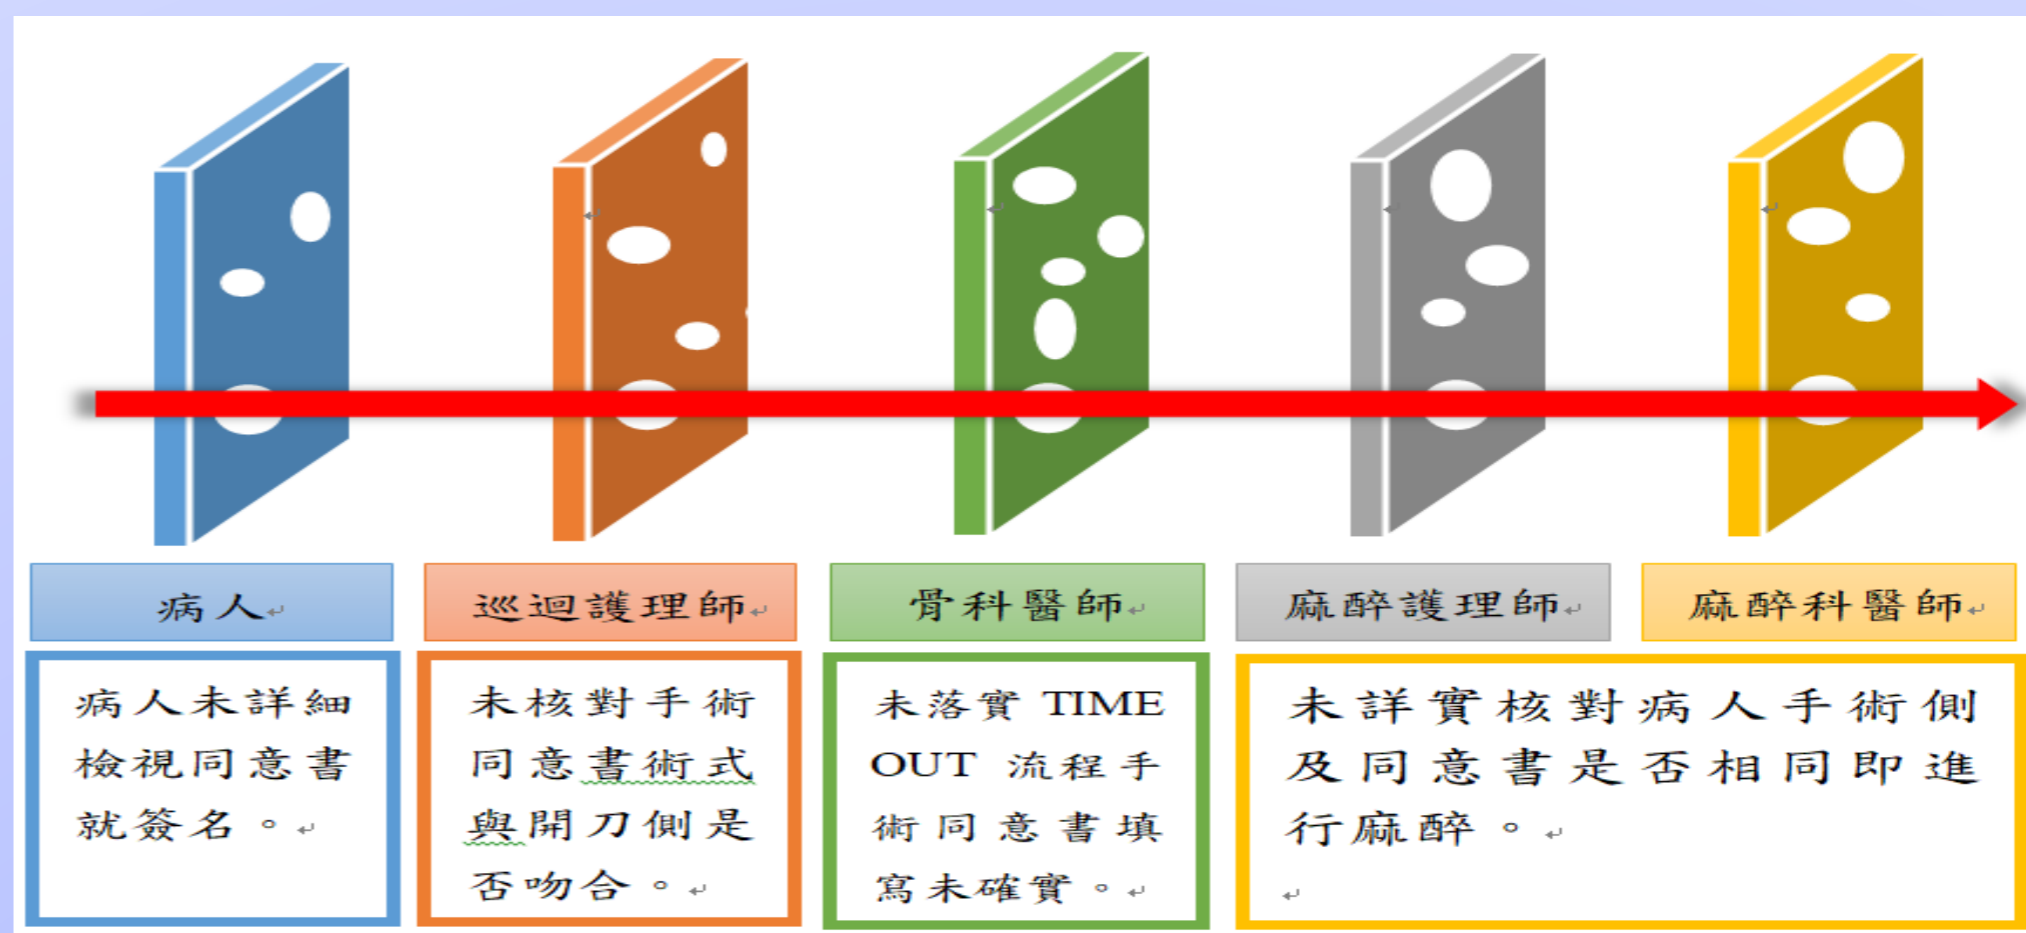 病人
巡迴護理師
骨科醫師
麻醉護理師
麻醉科醫師
病人未詳細
檢視同意書
就簽名。
未核對手術
同意書術式
與開刀側是
否吻合。
未落實 TIME
OUT 流程手
術同意書填
寫未確實。
未詳實核對病人手術側
及同意書是否相同即進
行麻醉。